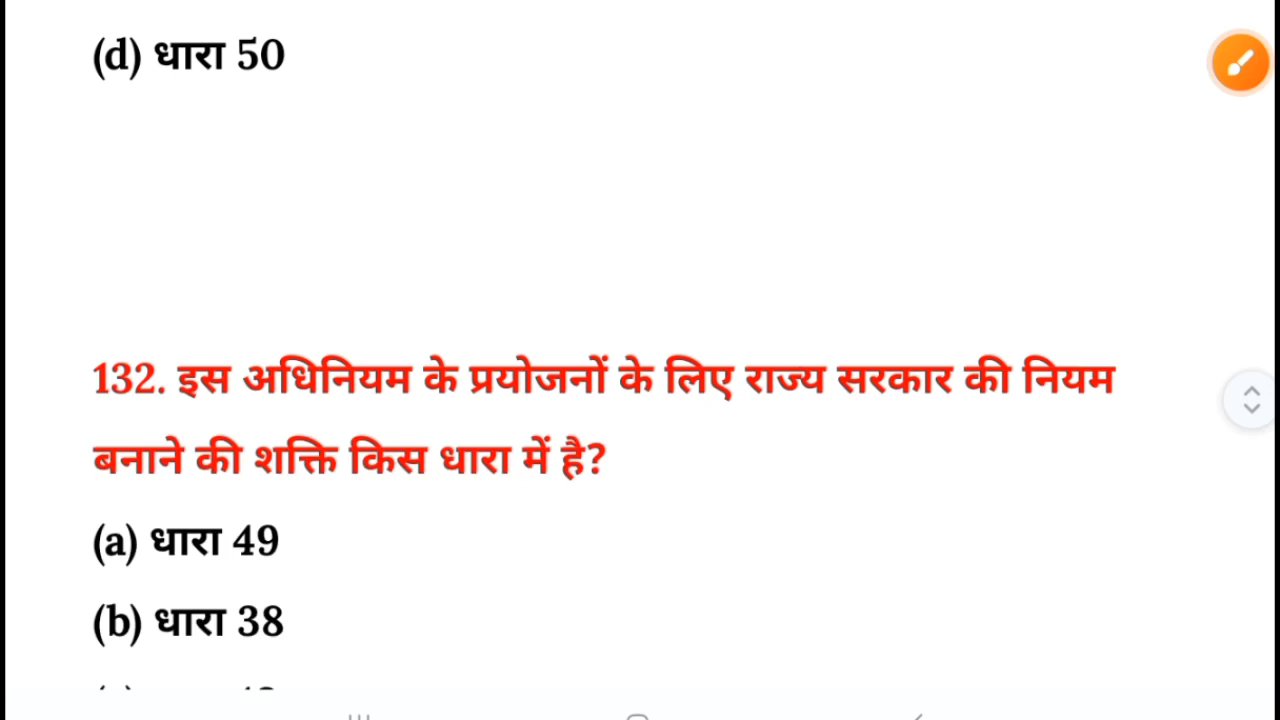 (d) धारा 50
132. इस अधिनियम के प्रयोजनों के लिए राज्य सरकार की नियम
बनाने की शक्ति किस धारा में है?
(a) धारा 49
(b) धारा 38